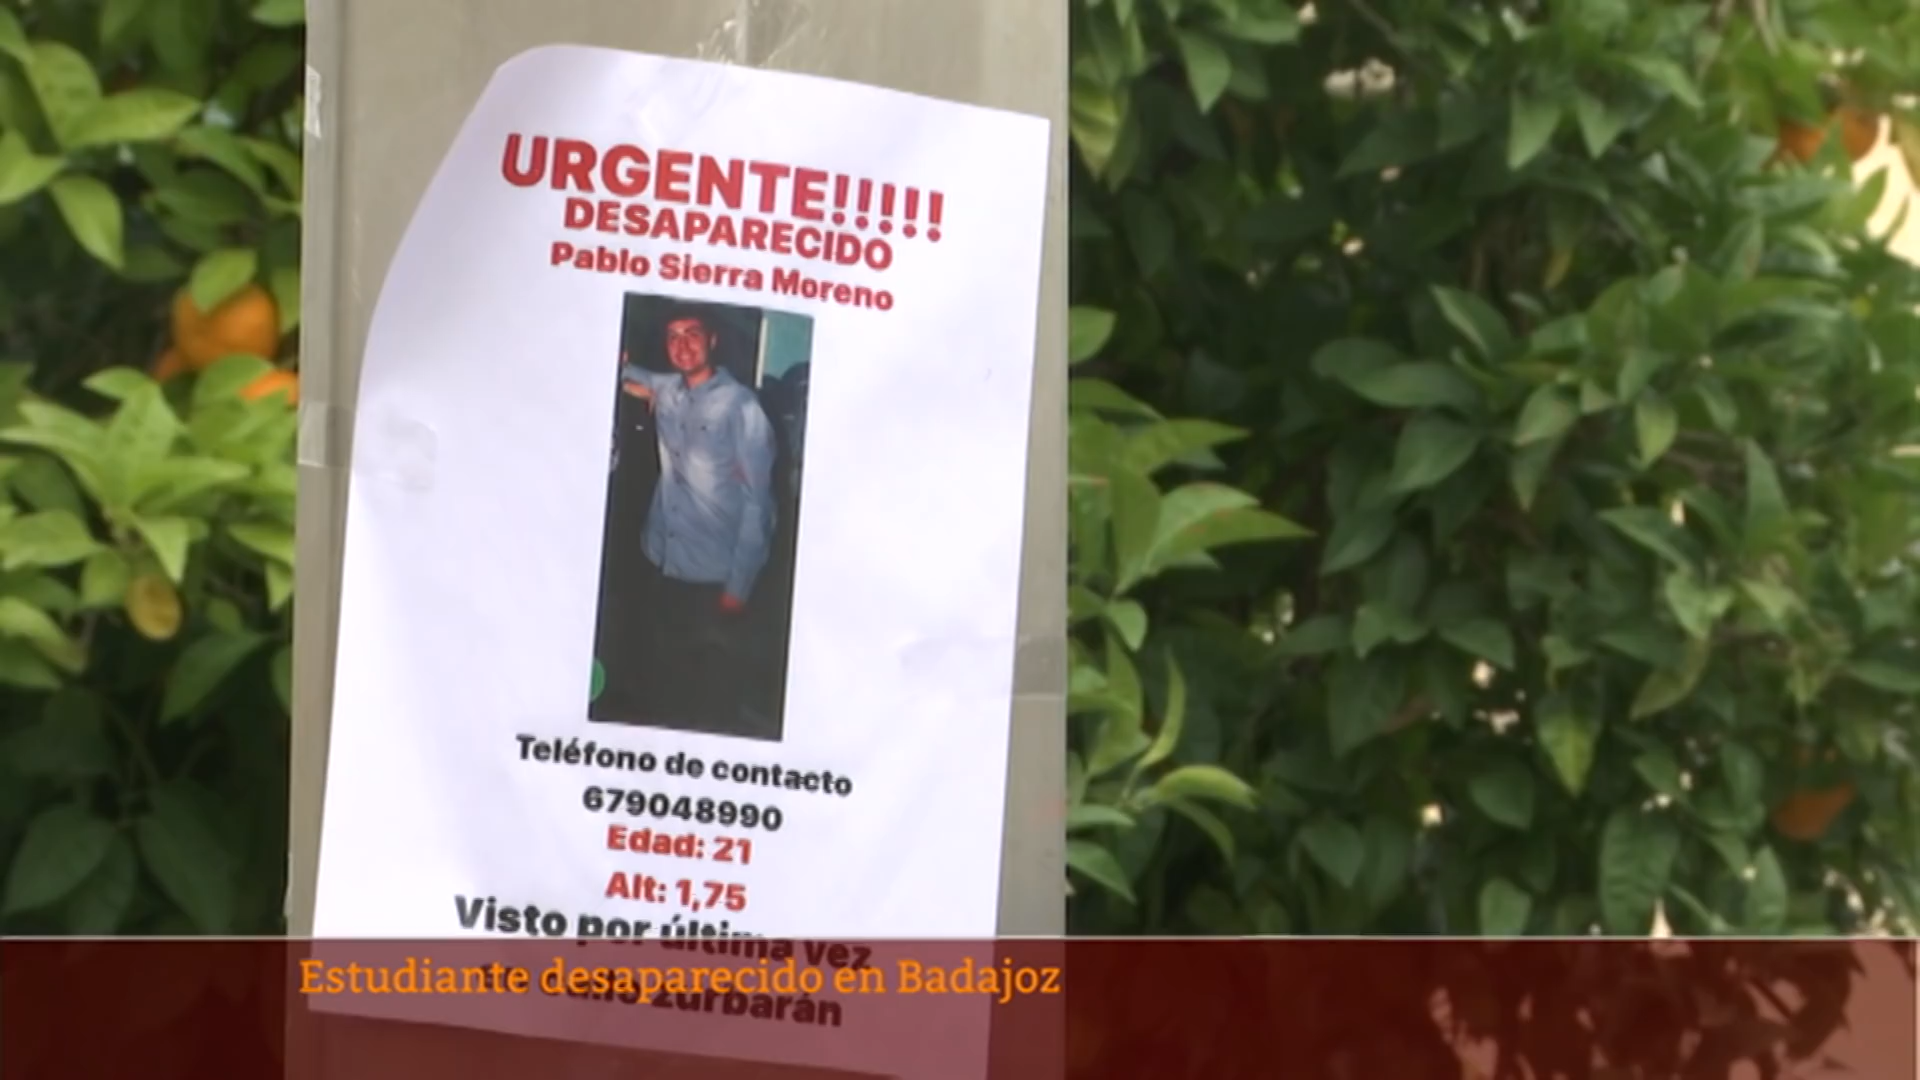 URGENTE!!!!!
DESAPARECIDO
Pablo Sierra Moreno
Teléfono de contacto
679048990
Edad: 21
Alt: 1,75
Visto por última vez
Estudiante desaparecido en Badajoz
zurbarán